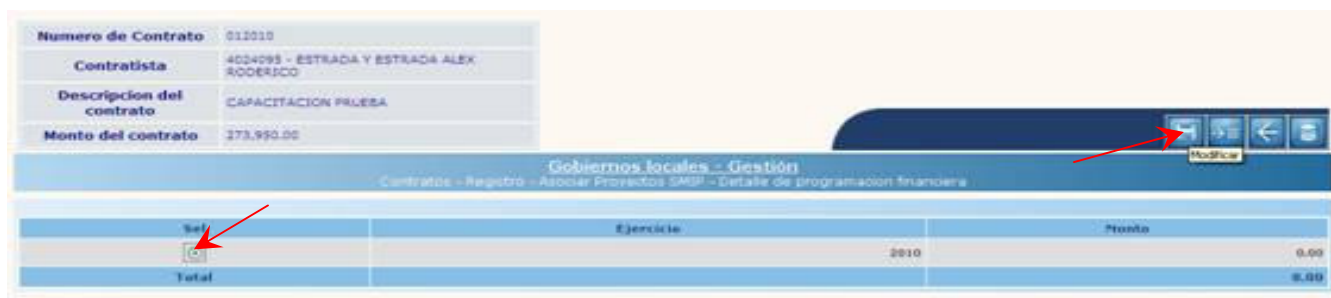 Numero de Contrato 012010
Contratista 4024095 - ESTRADA Y ESTRADA ALEX
RODERICO
Descripcion del
contrato CAPACITACION PRUEBA
Monto del contrato 273,950.00
Modificar
Gobiernos locales - Gestión
Contratos - Registro - Asociar Proyectos SNIP - Detalle de programacion financiera
Sel Ejercicio Monto
2010 0.00
Total 0.00